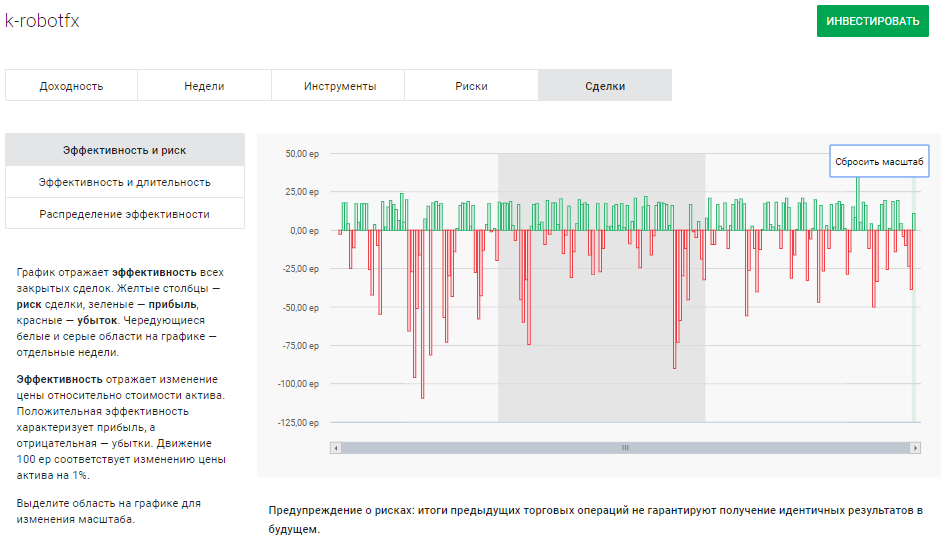 k-robotfx
ИНВЕСТИРОВАТЬ
Доходность
Недели
Инструменты
Риски
Сделки
Эффективность и риск
Эффективность и длительность
Распределение эффективности
График отражает эффективность всех
закрытых сделок. Желтые столбцы —
риск сделки, зеленые — прибыль,
красные — убыток. Чередующиеся
белые и серые области на графике —
отдельные недели.
Эффективность отражает изменение
цены относительно стоимости актива.
Положительная эффективность
характеризует прибыль, а
отрицательная — убытки. Движение
100 ер соответствует изменению цены
актива на 1%.
Выделите область на графике для
изменения масштаба.
Сбросить масштаб
50,00 ер
25,00 ер
0,00 ер
-25,00 ер
-50,00 ер
-75,00 ер
-100,00 ер
-125,00 ер
Предупреждение о рисках: итоги предыдущих торговых операций не гарантируют получение идентичных результатов в
будущем.